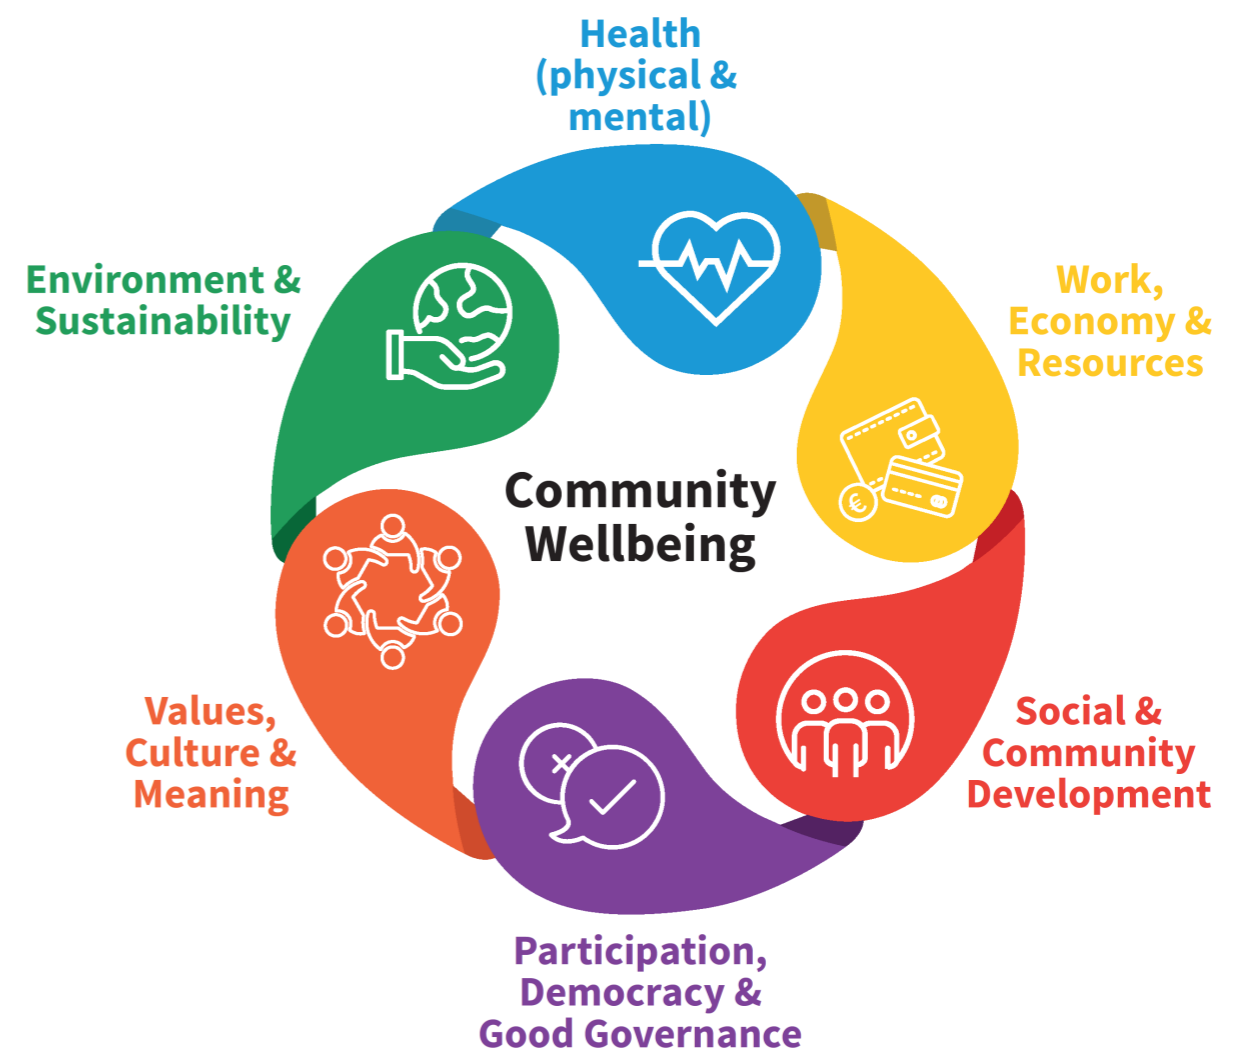 Health
(physical &
mental)
Environment &
Sustainability
Work,
Economy &
Resources
Community
Wellbeing
€
Values,
Culture &
Meaning
Social &
Community
Development
Participation,
Democracy &
Good Governance